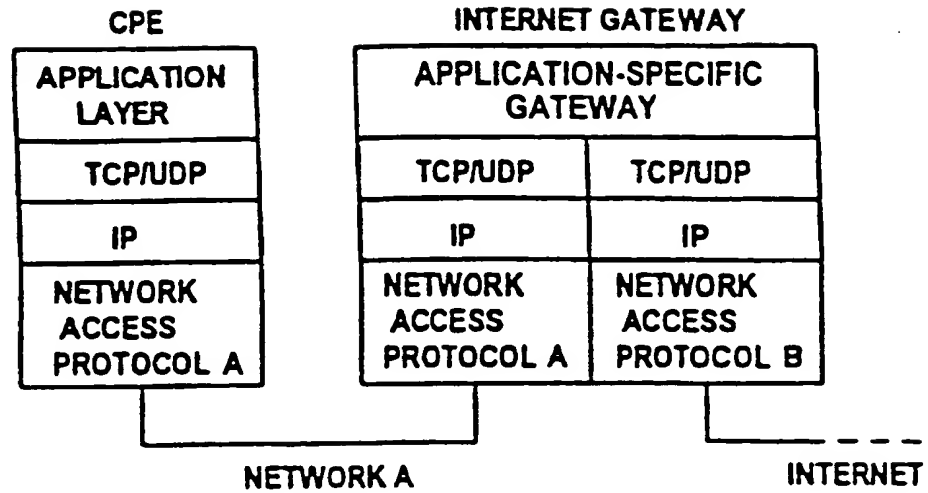 CPE
INTERNET GATEWAY
APPLICATION
LAYER
TCP/UDP
IP
NETWORK
ACCESS
PROTOCOL A
APPLICATION-SPECIFIC
GATEWAY
TCP/UDP
TCP/UDP
IP
IP
NETWORK
ACCESS
PROTOCOL A
NETWORK
ACCESS
PROTOCOL B
NETWORK A
INTERNET